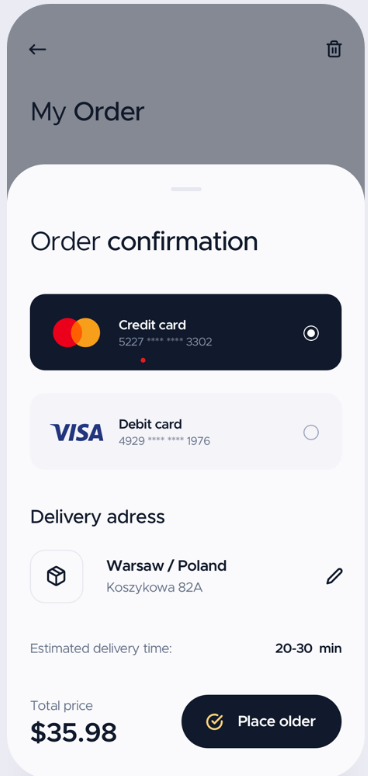 My Order
Order confirmation
Credit card
5227 **** **** 3302
VISA
Debit card
4929 **** **** 1976
Delivery adress
Warsaw / Poland
Koszykowa 82A
Estimated delivery time: 20-30 min
Total price
$35.98
Place older